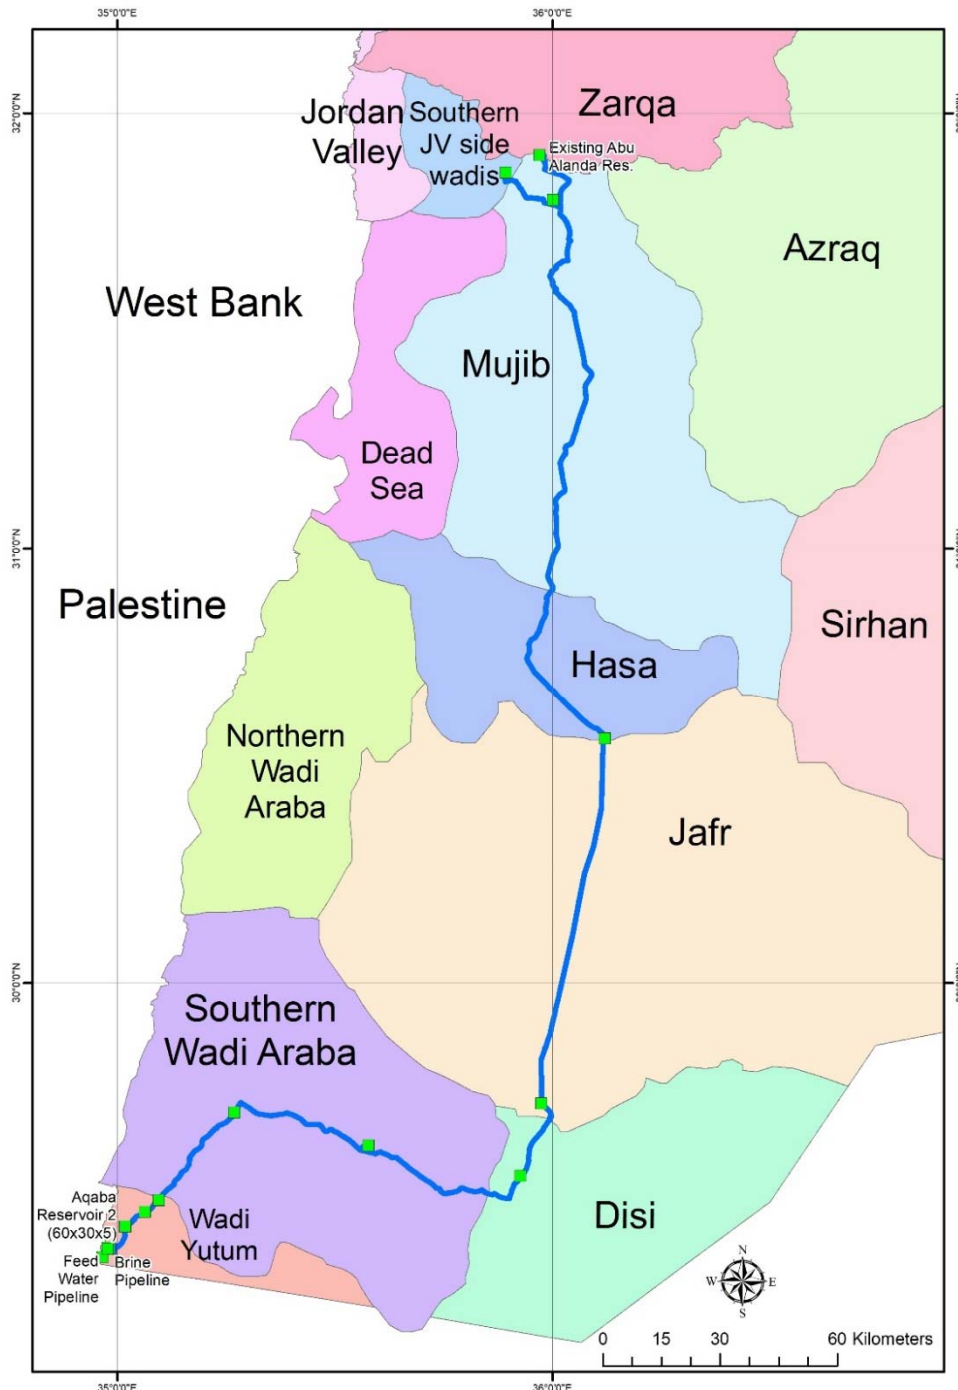 35°0'0"E
36°0'0"E
32°0'0"N
Jordan
Valley
Southern
JV side
wadis
Zarqa
Existing Abu
Alanda Res.
Azraq
West Bank
Mujib
Dead
Sea
31°0'0"N
Palestine
Sirhan
Hasa
Northern
Wadi
Araba
Jafr
30°0'0"N
Southern
Wadi Araba
Aqaba
Reservoir 2
(60x30x5)
Wadi
Yutum
Disi
Feed
Water
Pipeline
Brine
Pipeline
N
W
E
S
0 15 30 60 Kilometers
35°0'0"E
36°0'0"E